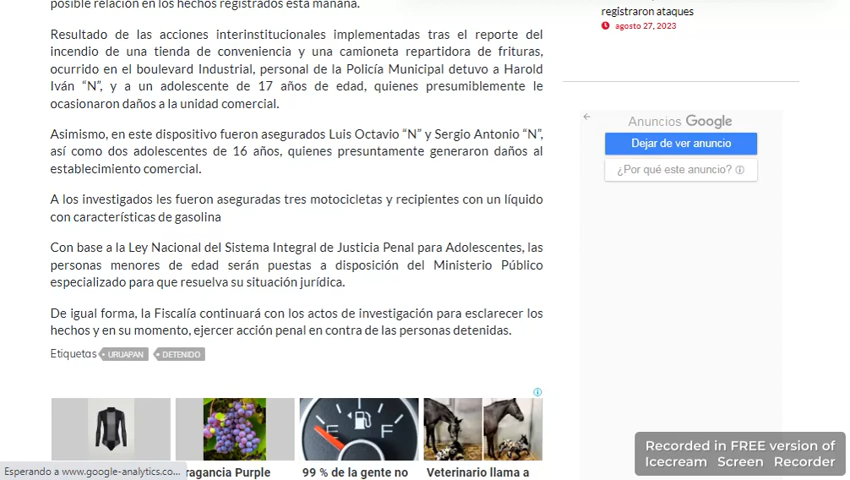 posible relación en los hechos registrados esta mañana.
Resultado de las acciones interinstitucionales implementadas tras el reporte del
incendio de una tienda de conveniencia y una camioneta repartidora de frituras,
ocurrido en el boulevard Industrial, personal de la Policía Municipal detuvo a Harold
Iván “N”, y a un adolescente de 17 años de edad, quienes presumiblemente le
ocasionaron daños a la unidad comercial.
Asimismo, en este dispositivo fueron asegurados Luis Octavio “N” y Sergio Antonio “N”,
así como dos adolescentes de 16 años, quienes presuntamente generaron daños al
establecimiento comercial.
A los investigados les fueron aseguradas tres motocicletas y recipientes con un líquido
con características de gasolina
Con base a la Ley Nacional del Sistema Integral de Justicia Penal para Adolescentes, las
personas menores de edad serán puestas a disposición del Ministerio Público
especializado para que resuelva su situación jurídica.
De igual forma, la Fiscalía continuará con los actos de investigación para esclarecer los
hechos y en su momento, ejercer acción penal en contra de las personas detenidas.
Etiquetas URUAPAN DETENIDO
E F
ragancia Purple
99 % de la gente no
Veterinario llama a
Esperando a www.google-analytics.co...
registraron ataques
agosto 27, 2023
Anuncios Google
Dejar de ver anuncio
¿Por qué este anuncio?
Recorded in FREE version of
Icecream Screen Recorder